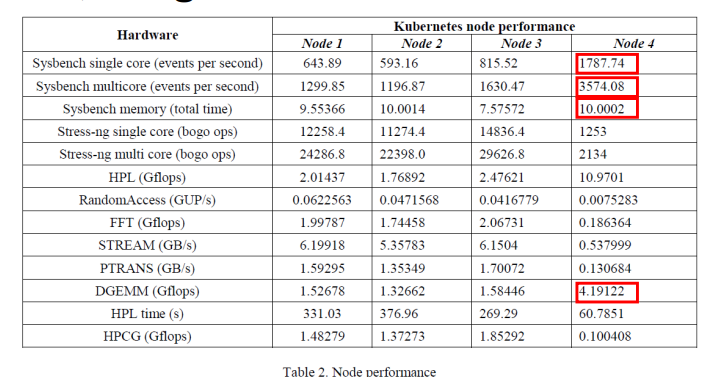 Hardware Kubernetes node performance
Node 1 Node 2 Node 3 Node 4
Sysbench single core (events per second) 643.89 593.16 815.52 1787.74
Sysbench multicore (events per second) 1299.85 1196.87 1630.47 3574.08
Sysbench memory (total time) 9.55366 10.0014 7.57572 10.0002
Stress-ng single core (bogo ops) 12258.4 11274.4 14836.4 1253
Stress-ng multi core (bogo ops) 24286.8 22398.0 29626.8 2134
HPL (Gflops) 2.01437 1.76892 2.47621 10.9701
RandomAccess (GUP/s) 0.0622563 0.0471568 0.0416779 0.0075283
FFT (Gflops) 1.99787 1.74458 2.06731 0.186364
STREAM (GB/s) 6.19918 5.35783 6.1504 0.537999
PTRANS (GB/s) 1.59295 1.35349 1.70072 0.130684
DGEMM (Gflops) 1.52678 1.32662 1.58446 4.19122
HPL time (s) 331.03 376.96 269.29 60.7851
HPCG (Gflops) 1.48279 1.37273 1.85292 0.100408
Table 2. Node performance